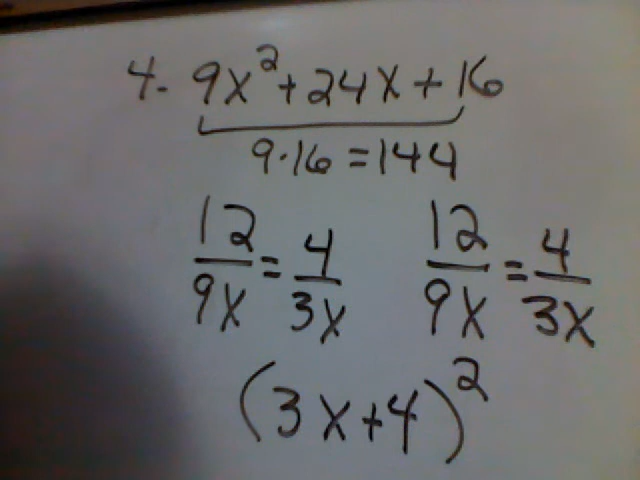 4. 9x²+24x+16
9·16=144
12/9x=4/3x 12/9x=4/3x
(3x+4)²